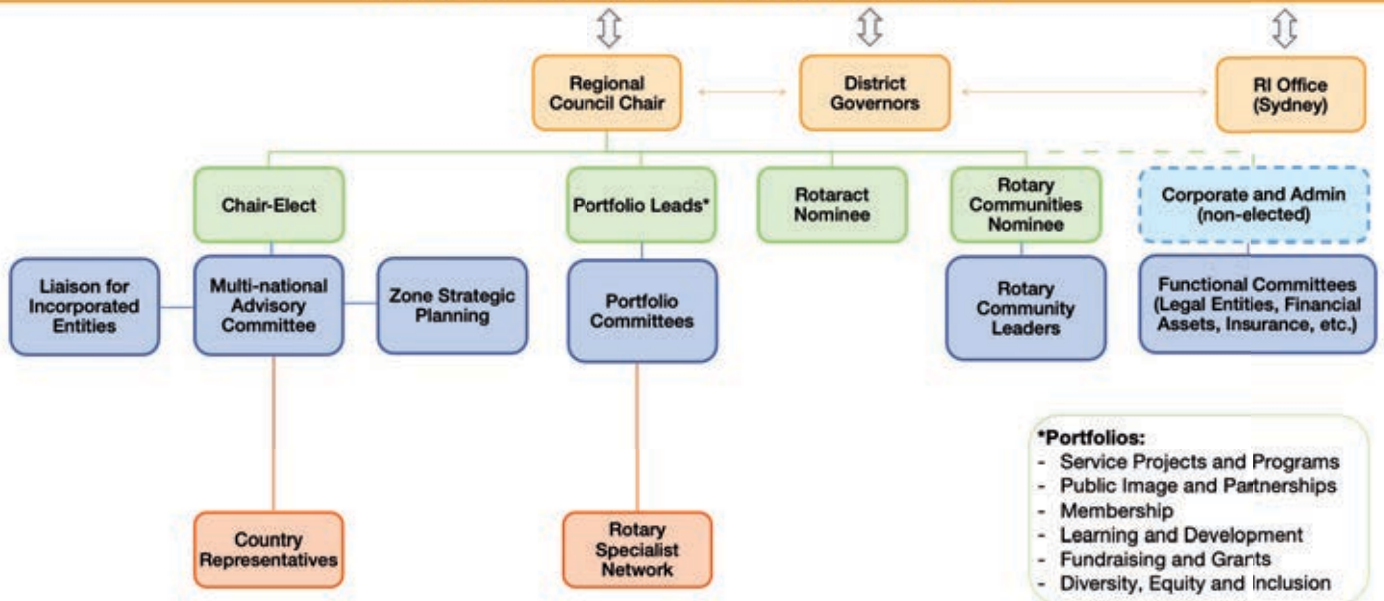 Regional
Council Chair
District
Governors
RI Office
(Sydney)
Chair-Elect
Portfolio Leads*
Rotaract
Nominee
Rotary
Communities
Nominee
Corporate and Admin
(non-elected)
Liaison for
Incorporated
Entities
Multi-national
Advisory
Committee
Zone Strategic
Planning
Portfolio
Committees
Rotary
Community
Leaders
Functional Committees
(Legal Entities, Financial
Assets, Insurance, etc.)
Country
Representatives
Rotary
Specialist
Network
*Portfolios:
- Service Projects and Programs
- Public Image and Partnerships
- Membership
- Learning and Development
- Fundraising and Grants
- Diversity, Equity and Inclusion